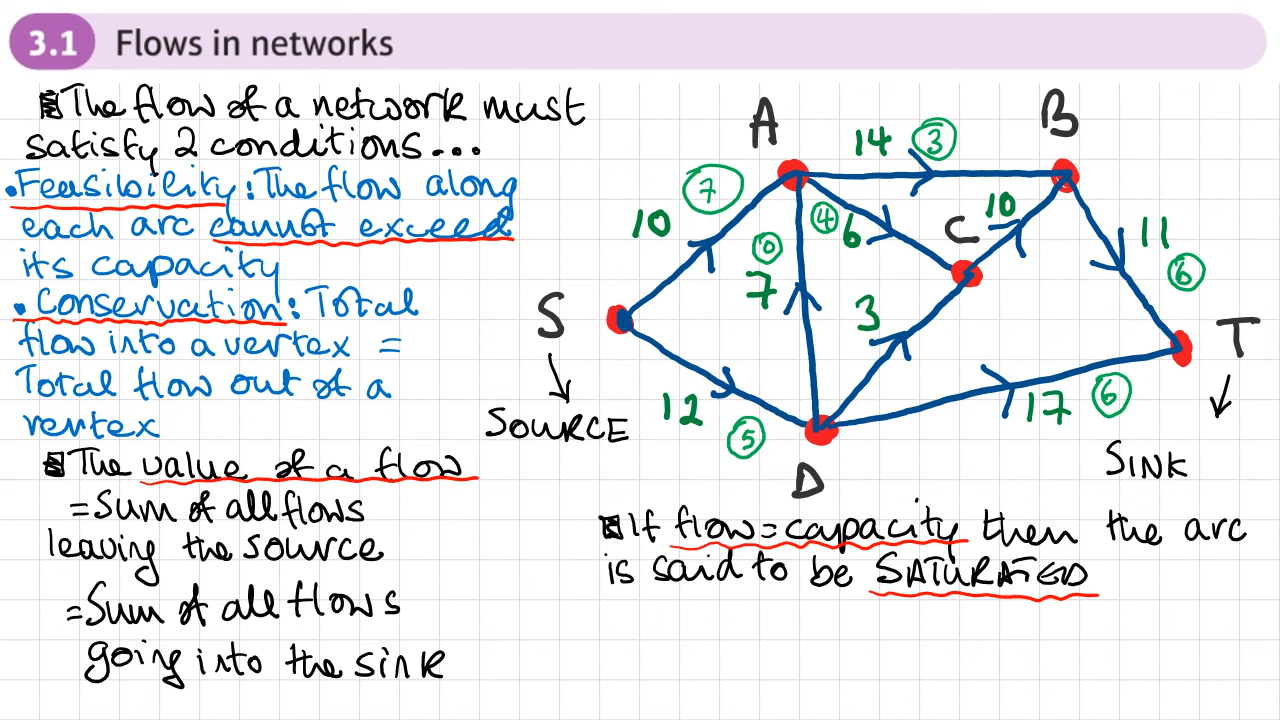 3.1 Flows in networks
The flow of a network must
satisfy 2 conditions...
• Feasibility: The flow along
each arc cannot exceed
its capacity
• Conservation: Total
flow into a vertex =
Total flow out of a
vertex
The value of a flow
= Sum of all flows
leaving the source
= Sum of all flows
going into the sink
A
B
14 3
7
10
4
6
C
10
0
7
11
6
3
S
T
12
5
17 6
SOURCE
D
SINK
If flow = capacity then the arc
is said to be SATURATED